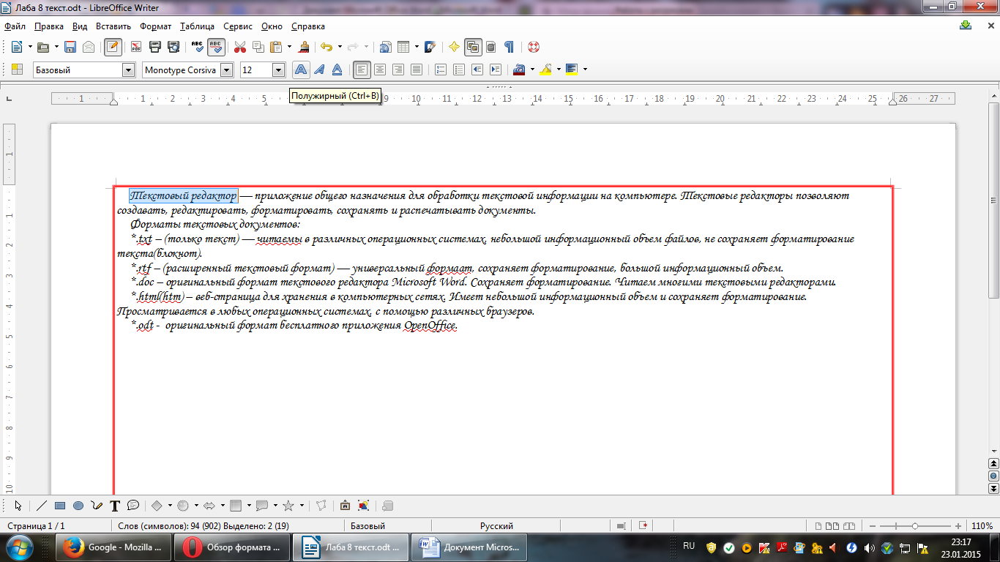 Лаба 8 текст.odt - LibreOffice Writer
Файл Правка Вид Вставить Формат Таблица Сервис Окно Справка
Базовый Monotype Corsiva 12
Полужирный (Ctrl+B)
1 1 2 3 4 5 9 10 11 12 13 14 15 16 17 18 19 20 21 22 23 24 25 26 27
Текстовый редактор — приложение общего назначения для обработки текстовой информации на компьютере. Текстовые редакторы позволяют
создавать, редактировать, форматировать, сохранять и распечатывать документы.
Форматы текстовых документов:
*.txt – (только текст) — читаемы в различных операционных системах, небольшой информационный объем файлов, не сохраняет форматирование
текста(блокнот).
*.rtf – (расширенный текстовый формат) — универсальный формаат, сохраняет форматирование, большой информационный объем.
*.doc – оригинальный формат текстового редактора Microsoft Word. Сохраняет форматирование. Читаем многими текстовыми редакторами.
*.html(htm) – веб-страница для хранения в компьютерных сетях. Имеет небольшой информационный объем и сохраняет форматирование.
Просматривается в любых операционных системах, с помощью различных браузеров.
*.odt - оригинальный формат бесплатного приложения OpenOffice.
1
1
2
3
4
5
6
7
8
9
10
Страница 1 / 1 Слов (символов): 94 (902) Выделено: 2 (19) Базовый Русский 110%
Google - Mozilla ... Обзор формата ... Лаба 8 текст.odt ... Документ Micros... RU 23:17
23.01.2015